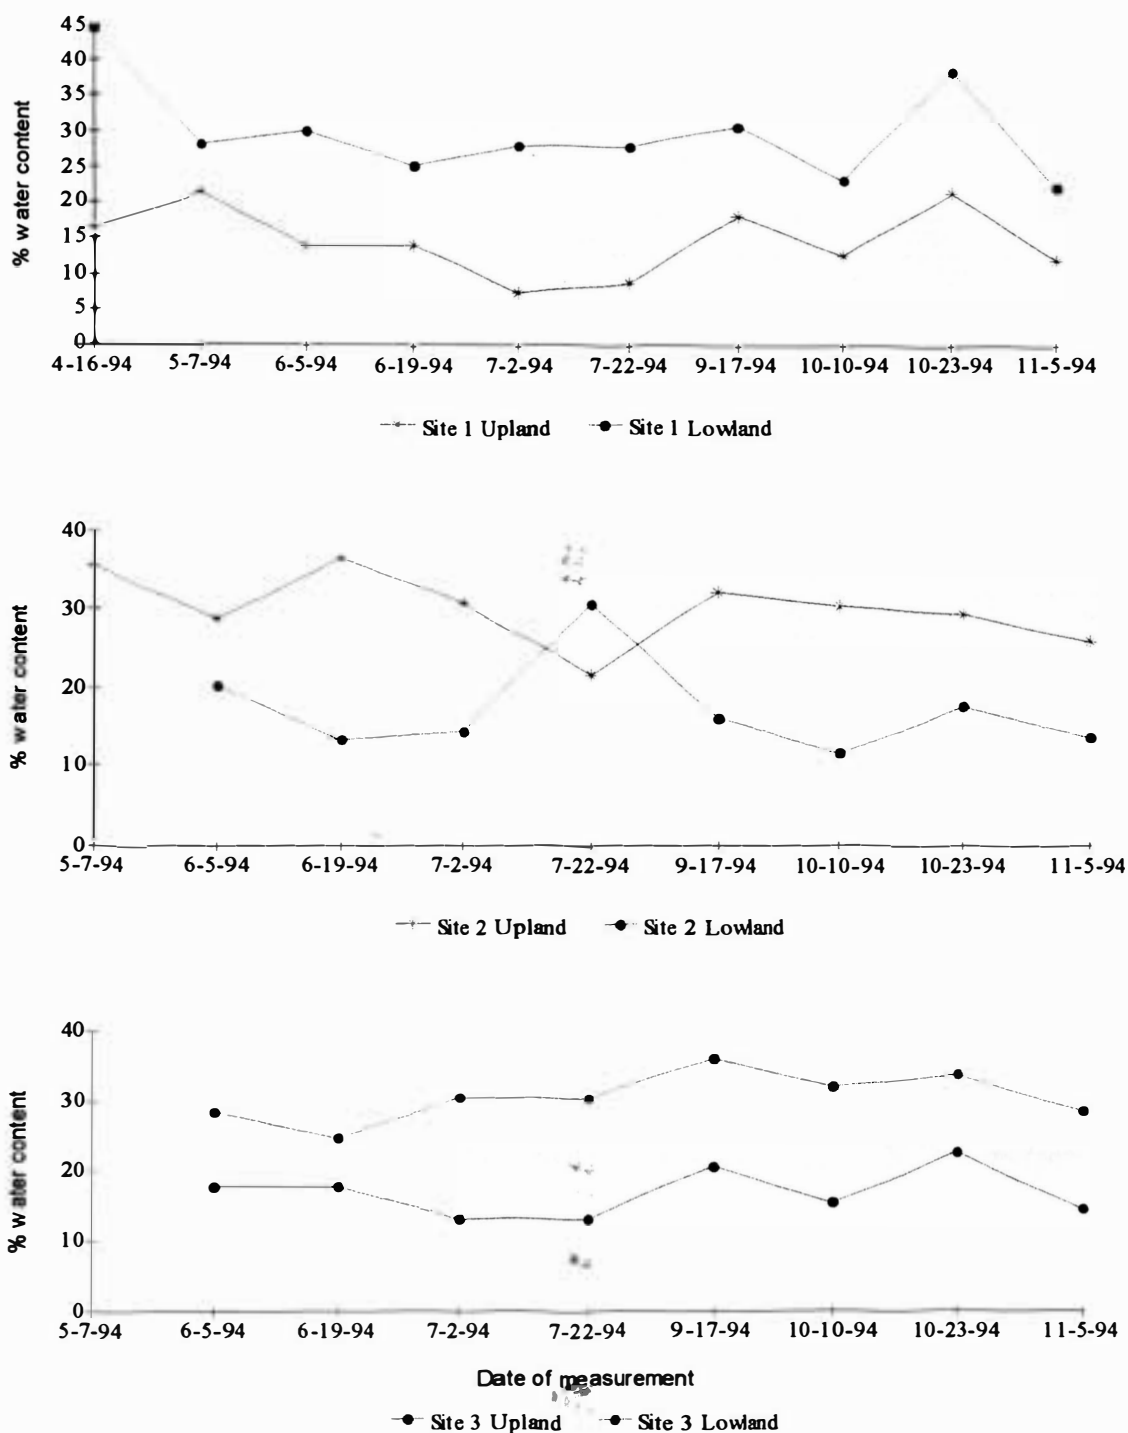 45
40
35
30
25
20
15
10
5
0
% water content
4-16-94 5-7-94 6-5-94 6-19-94 7-2-94 7-22-94 9-17-94 10-10-94 10-23-94 11-5-94
Site 1 Upland Site 1 Lowland
40
30
20
10
0
% water content
5-7-94 6-5-94 6-19-94 7-2-94 7-22-94 9-17-94 10-10-94 10-23-94 11-5-94
Site 2 Upland Site 2 Lowland
40
30
20
10
0
% water content
5-7-94 6-5-94 6-19-94 7-2-94 7-22-94 9-17-94 10-10-94 10-23-94 11-5-94
Date of measurement
Site 3 Upland Site 3 Lowland